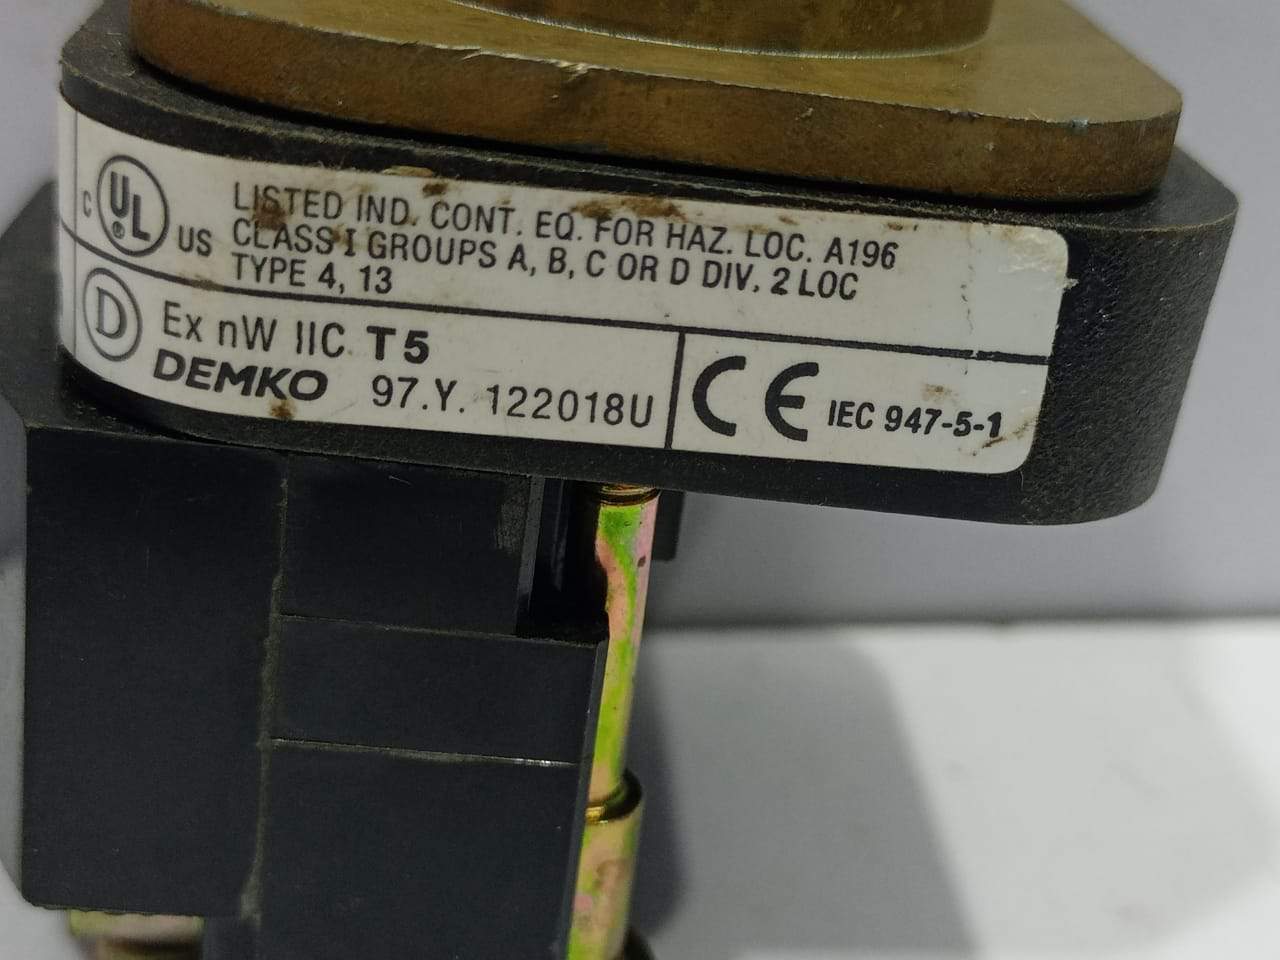 C UL ® US
LISTED IND. CONT. EQ. FOR HAZ. LOC. A196
CLASS I GROUPS A, B, C OR D DIV. 2 LOC
TYPE 4, 13
D Ex nW IIC T5
DEMKO 97.Y. 122018U
CE IEC 947-5-1